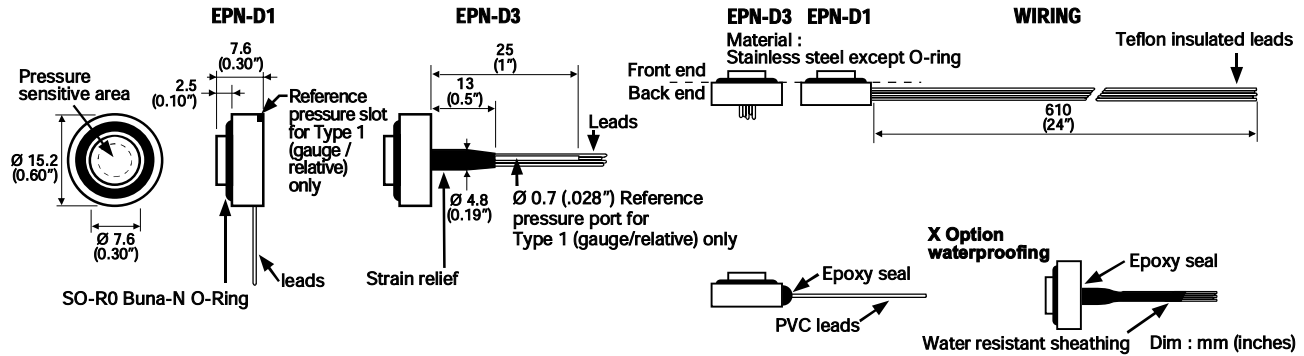 EPN-D1
7.6
(0.30")
2.5
(0.10")
Pressure
sensitive area
Ø 15.2
(0.60")
Ø 7.6
(0.30")
Reference
pressure slot
for Type 1
(gauge /
relative)
only
leads
SO-R0 Buna-N O-Ring
EPN-D3
25
(1")
13
(0.5")
Leads
Ø 4.8
(0.19")
Ø 0.7 (.028") Reference
pressure port for
Type 1 (gauge/relative) only
Strain relief
EPN-D3 EPN-D1
WIRING
Material :
Stainless steel except O-ring
Teflon insulated leads
Front end
Back end
610
(24")
Epoxy seal
PVC leads
X Option
waterproofing
Epoxy seal
Water resistant sheathing
Dim : mm (inches)